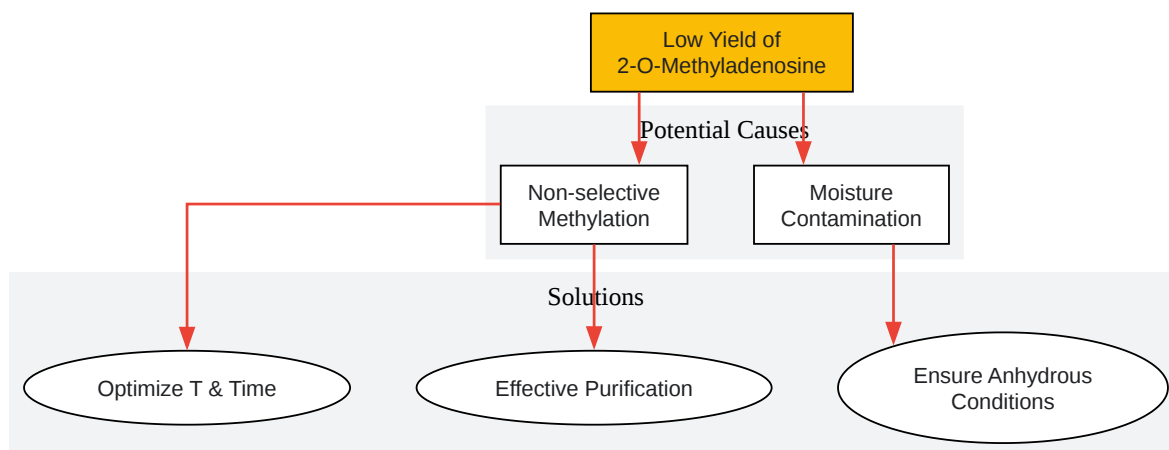 Low Yield of
2-O-Methyladenosine
Potential Causes
Non-selective
Methylation
Moisture
Contamination
Solutions
Optimize T & Time
Effective Purification
Ensure Anhydrous
Conditions